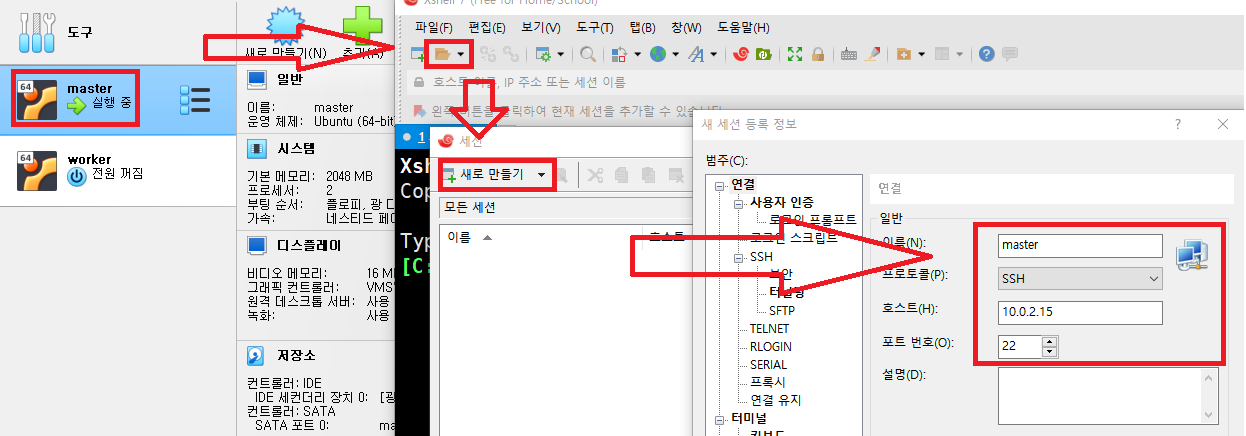 도구
64
master
실행 중
64
worker
전원 꺼짐
새로 만들기(N) 추가(A)
일반
이름: master
운영 체제: Ubuntu (64-bit
시스템
기본 메모리: 2048 MB
프로세서: 2
부팅 순서: 플로피, 광 디
가속: 네스티드 페이
디스플레이
비디오 메모리: 16 M
그래픽 컨트롤러: VMS
원격 데스크톱 서버: 사용
녹화: 사용
저장소
컨트롤러: IDE
IDE 세컨더리 장치 0: [광
컨트롤러: SATA
SATA 포트 0: ma
Xshell 7 (Free for Home/School)
파일(F) 편집(E) 보기(V) 도구(T) 탭(B) 창(W) 도움말(H)
호스트 이름, IP 주소 또는 세션 이름
왼쪽 버튼을 클릭하여 현재 세션을 추가할 수 있습니다.
1
Xsh
Cop
Typ
[C:
세션
새로 만들기
모든 세션
이름 호스트
새 세션 등록 정보
범주(C):
연결
사용자 인증
로그인 프롬프트
로그인 스크립트
SSH
보안
터널링
SFTP
TELNET
RLOGIN
SERIAL
프록시
연결 유지
터미널
키보드
연결
일반
이름(N): master
프로토콜(P): SSH
호스트(H): 10.0.2.15
포트 번호(O): 22
설명(D):